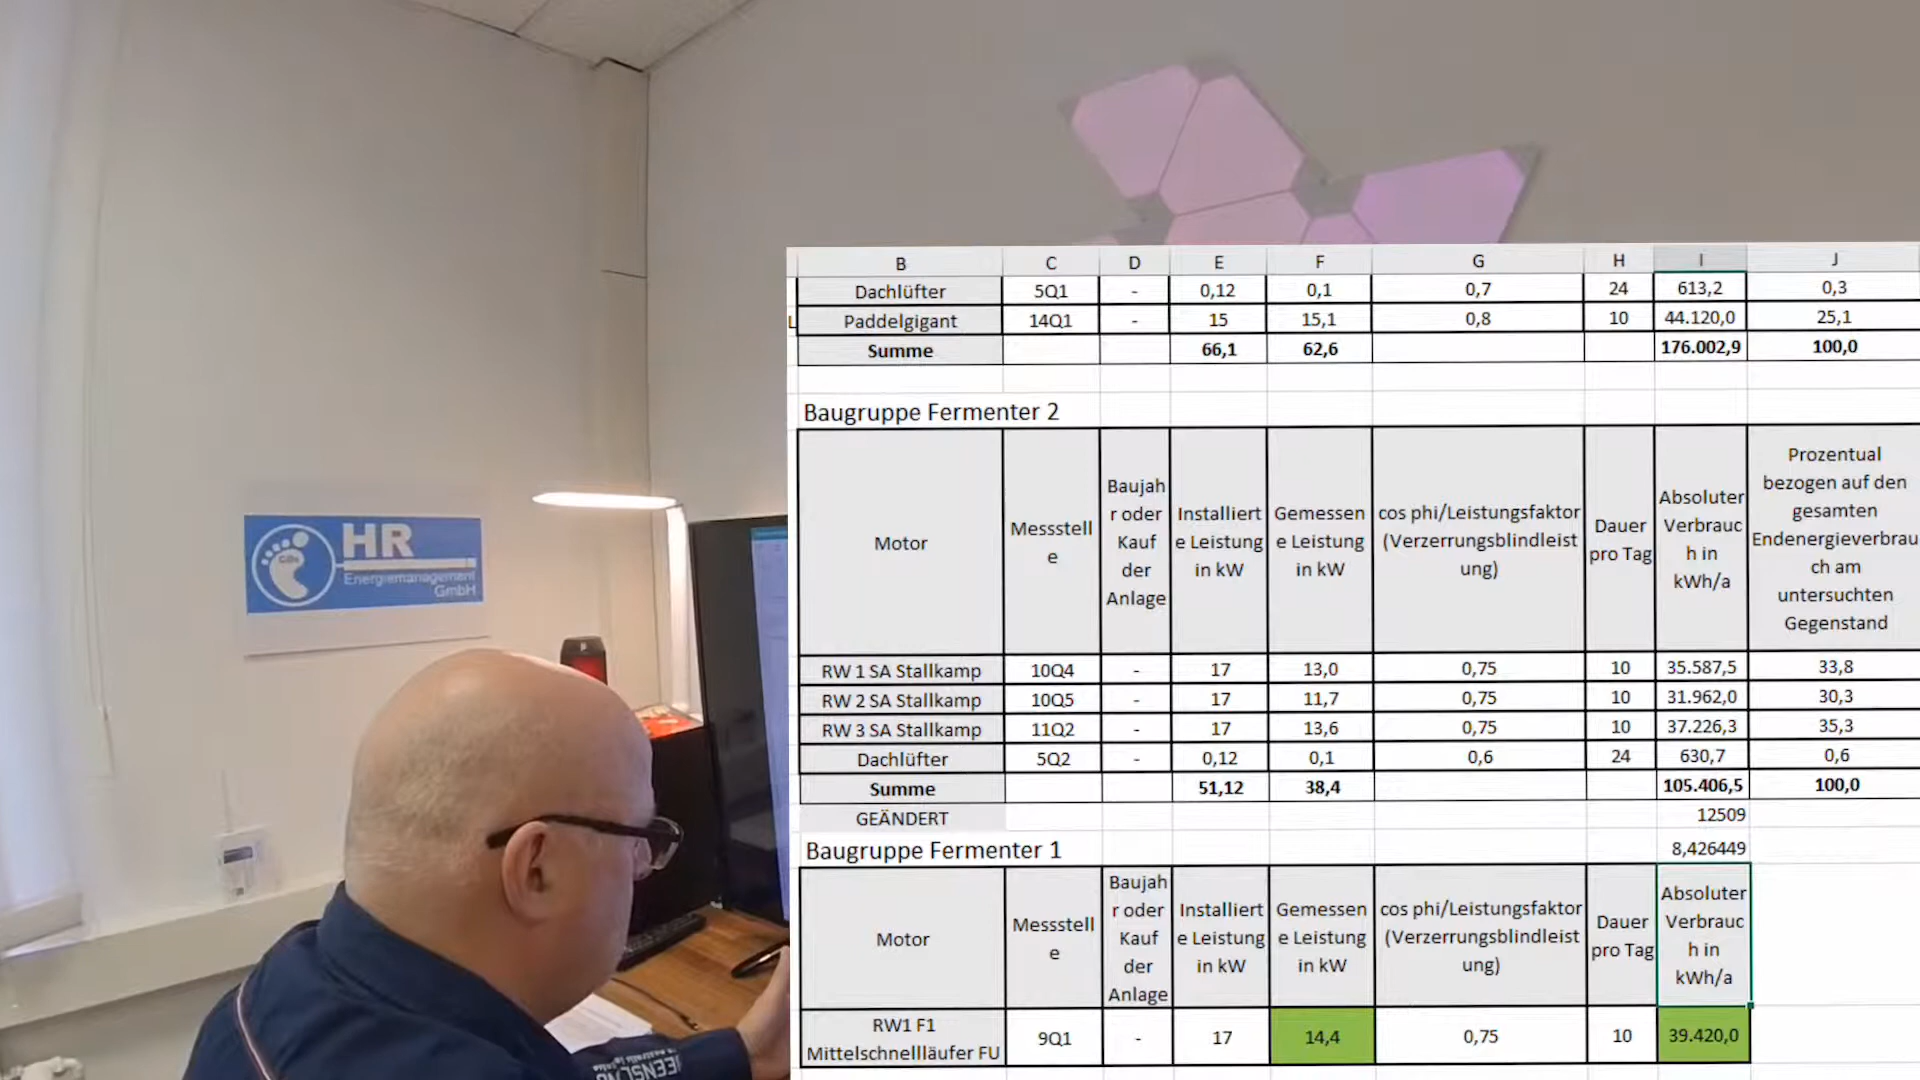 HR
CO₂
Energiemanagement
GmbH
B C D E F G H I J
Dachlüfter 5Q1 - 0,12 0,1 0,7 24 613,2 0,3
L Paddelgigant 14Q1 - 15 15,1 0,8 10 44.120,0 25,1
Summe 66,1 62,6 176.002,9 100,0
Baugruppe Fermenter 2
Motor
Messstell
e
Baujah
r oder
Kauf
der
Anlage
Installiert
e Leistung
in kW
Gemessen
e Leistung
in kW
cos phi/Leistungsfaktor
(Verzerrungsblindleist
ung)
Dauer
pro Tag
Absoluter
Verbrauc
h in
kWh/a
Prozentual
bezogen auf den
gesamten
Endenergieverbrau
ch am
untersuchten
Gegenstand
RW 1 SA Stallkamp 10Q4 - 17 13,0 0,75 10 35.587,5 33,8
RW 2 SA Stallkamp 10Q5 - 17 11,7 0,75 10 31.962,0 30,3
RW 3 SA Stallkamp 11Q2 - 17 13,6 0,75 10 37.226,3 35,3
Dachlüfter 5Q2 - 0,12 0,1 0,6 24 630,7 0,6
Summe 51,12 38,4 105.406,5 100,0
GEÄNDERT 12509
Baugruppe Fermenter 1 8,426449
Motor
Messstell
e
Baujah
r oder
Kauf
der
Anlage
Installiert
e Leistung
in kW
Gemessen
e Leistung
in kW
cos phi/Leistungsfaktor
(Verzerrungsblindleist
ung)
Dauer
pro Tag
Absoluter
Verbrauc
h in
kWh/a
RW1 F1
Mittelschnellläufer FU 9Q1 - 17 14,4 0,75 10 39.420,0